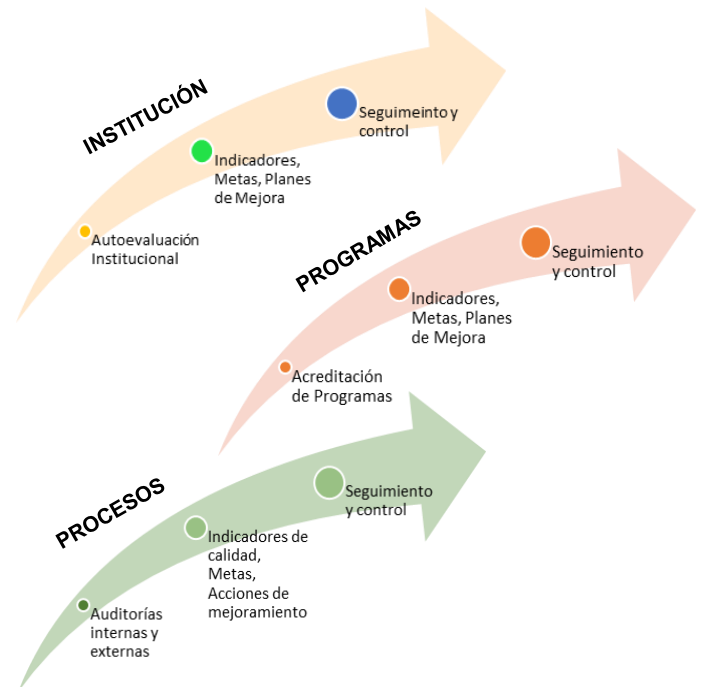 INSTITUCIÓN
Seguimeinto y
control
Indicadores,
Metas, Planes
de Mejora
Autoevaluación
Institucional
PROGRAMAS
Seguimiento
y control
Indicadores,
Metas, Planes
de Mejora
Acreditación
de Programas
PROCESOS
Seguimiento
y control
Indicadores de
calidad,
Metas,
Acciones de
mejoramiento
Auditorías
internas y
externas